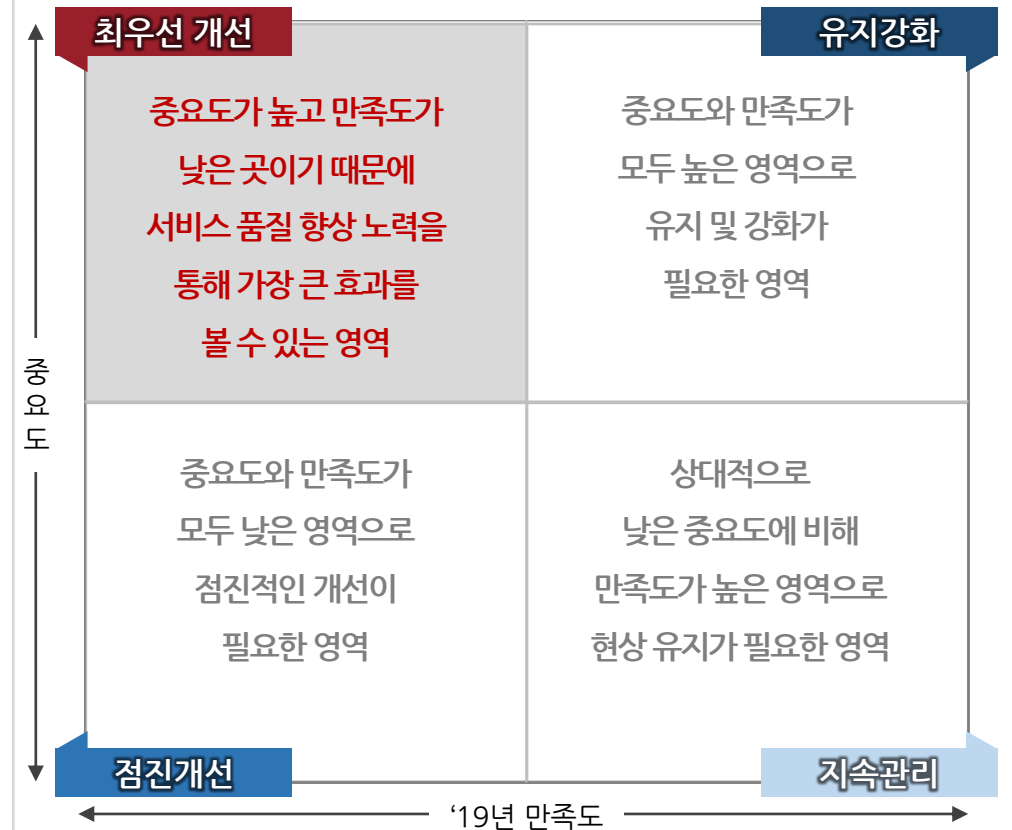 최우선 개선
유지강화
중요도가 높고 만족도가
낮은 곳이기 때문에
서비스 품질 향상 노력을
통해 가장 큰 효과를
볼 수 있는 영역
중요도와 만족도가
모두 높은 영역으로
유지 및 강화가
필요한 영역
중요도
중요도와 만족도가
모두 낮은 영역으로
점진적인 개선이
필요한 영역
상대적으로
낮은 중요도에 비해
만족도가 높은 영역으로
현상 유지가 필요한 영역
점진개선
지속관리
‘19년 만족도